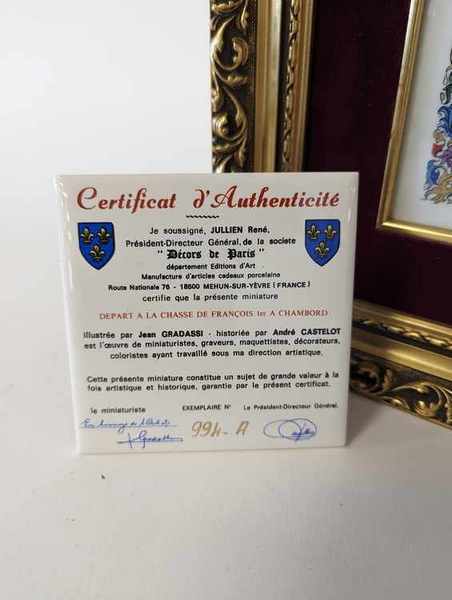 Certificat d'Authenticité
Je soussigné, JULLIEN René,
Président-Directeur Général, de la societe
" Décors de Paris "
département Editions d'Art
Manufacture d'articles cadeaux porcelaine
Route Nationale 76 - 18500 MEHUN-SUR-YÈVRE (FRANCE)
certifie que la présente miniature
DEPART A LA CHASSE DE FRANÇOIS 1er A CHAMBORD
illustrée par Jean GRADASSI - historiée par André CASTELOT
est l'œuvre de miniaturistes, graveurs, maquettistes, décorateurs,
coloristes ayant travaillé sous ma direction artistique.
Cette présente miniature constitue un sujet de grande valeur à la
fois artistique et historique, garantie par le présent certificat.
le miniaturiste EXEMPLAIRE N° Le Président-Directeur Général.
994-A